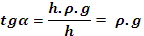 tgα = h.ρ.g / h = ρ.g